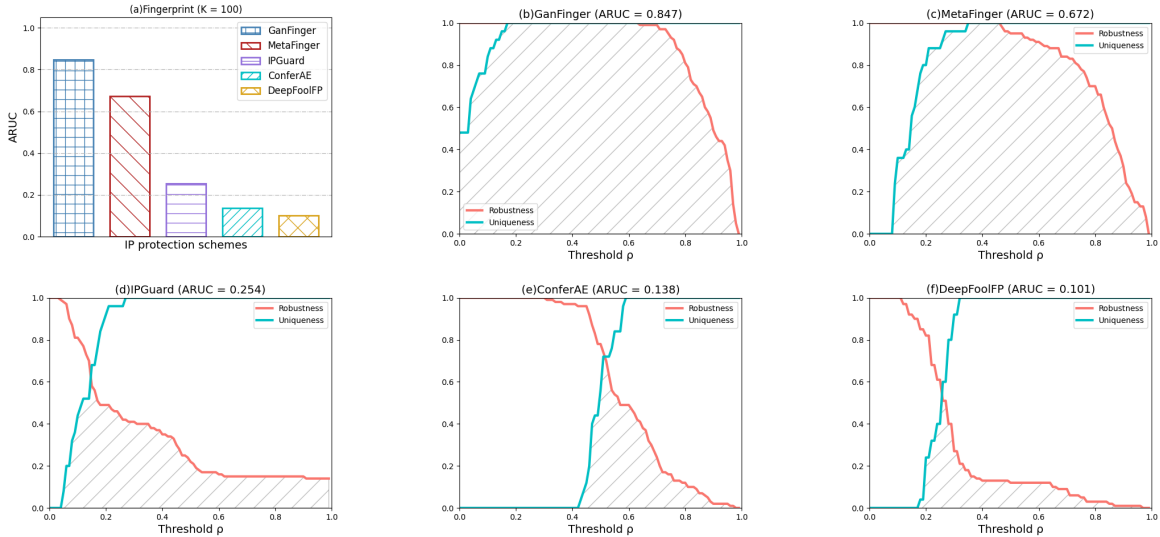 (a)Fingerprint (K = 100)
ARUC
1.0
0.8
0.6
0.4
0.2
0.0
GanFinger
MetaFinger
IPGuard
ConferAE
DeepFoolFP
IP protection schemes
(b)GanFinger (ARUC = 0.847)
1.0
0.8
0.6
0.4
0.2
0.0
Robustness
Uniqueness
0.0 0.2 0.4 0.6 0.8 1.0
Threshold ρ
(c)MetaFinger (ARUC = 0.672)
1.0
0.8
0.6
0.4
0.2
0.0
Robustness
Uniqueness
0.0 0.2 0.4 0.6 0.8 1.0
Threshold ρ
(d)IPGuard (ARUC = 0.254)
1.0
0.8
0.6
0.4
0.2
0.0
Robustness
Uniqueness
0.0 0.2 0.4 0.6 0.8 1.0
Threshold ρ
(e)ConferAE (ARUC = 0.138)
1.0
0.8
0.6
0.4
0.2
0.0
Robustness
Uniqueness
0.0 0.2 0.4 0.6 0.8 1.0
Threshold ρ
(f)DeepFoolFP (ARUC = 0.101)
1.0
0.8
0.6
0.4
0.2
0.0
Robustness
Uniqueness
0.0 0.2 0.4 0.6 0.8 1.0
Threshold ρ